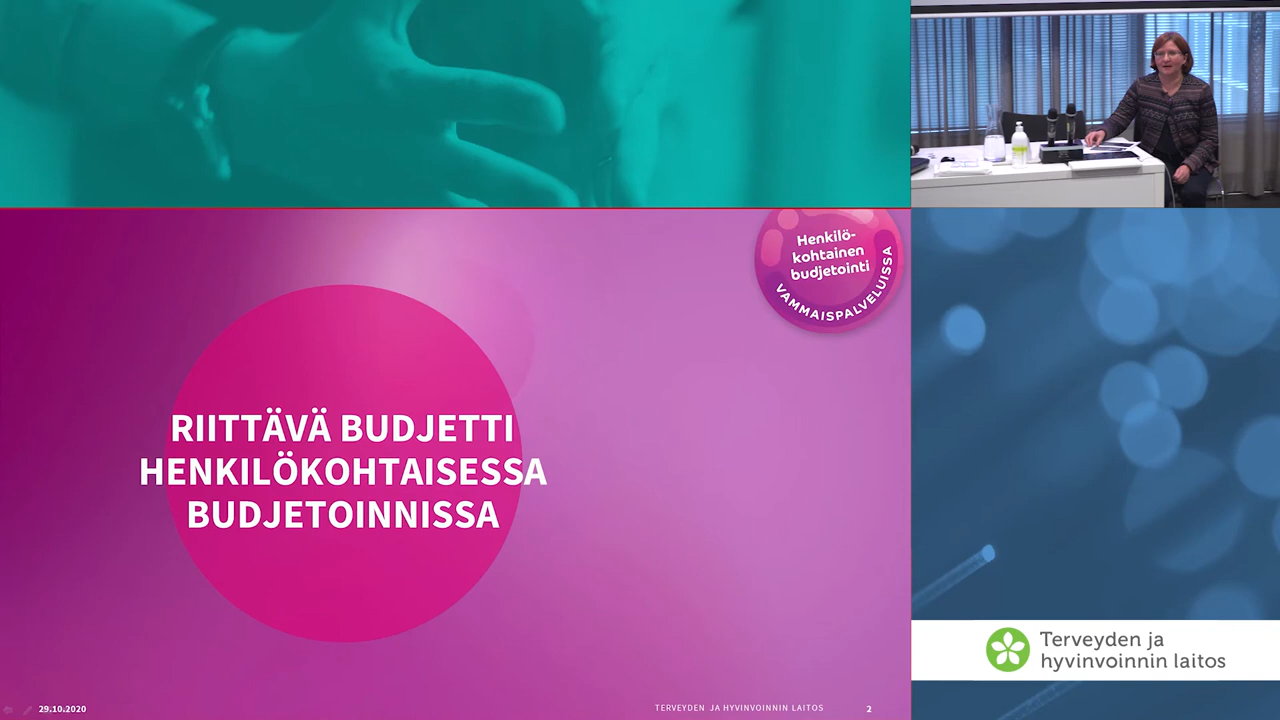 Henkilö-
kohtainen
budjetointi
VAMMAISPALVELUISSA
RIITTÄVÄ BUDJETTI
HENKILÖKOHTAISESSA
BUDJETOINNISSA
29.10.2020
TERVEYDEN JA HYVINVOINNIN LAITOS
2
Terveyden ja
hyvinvoinnin laitos